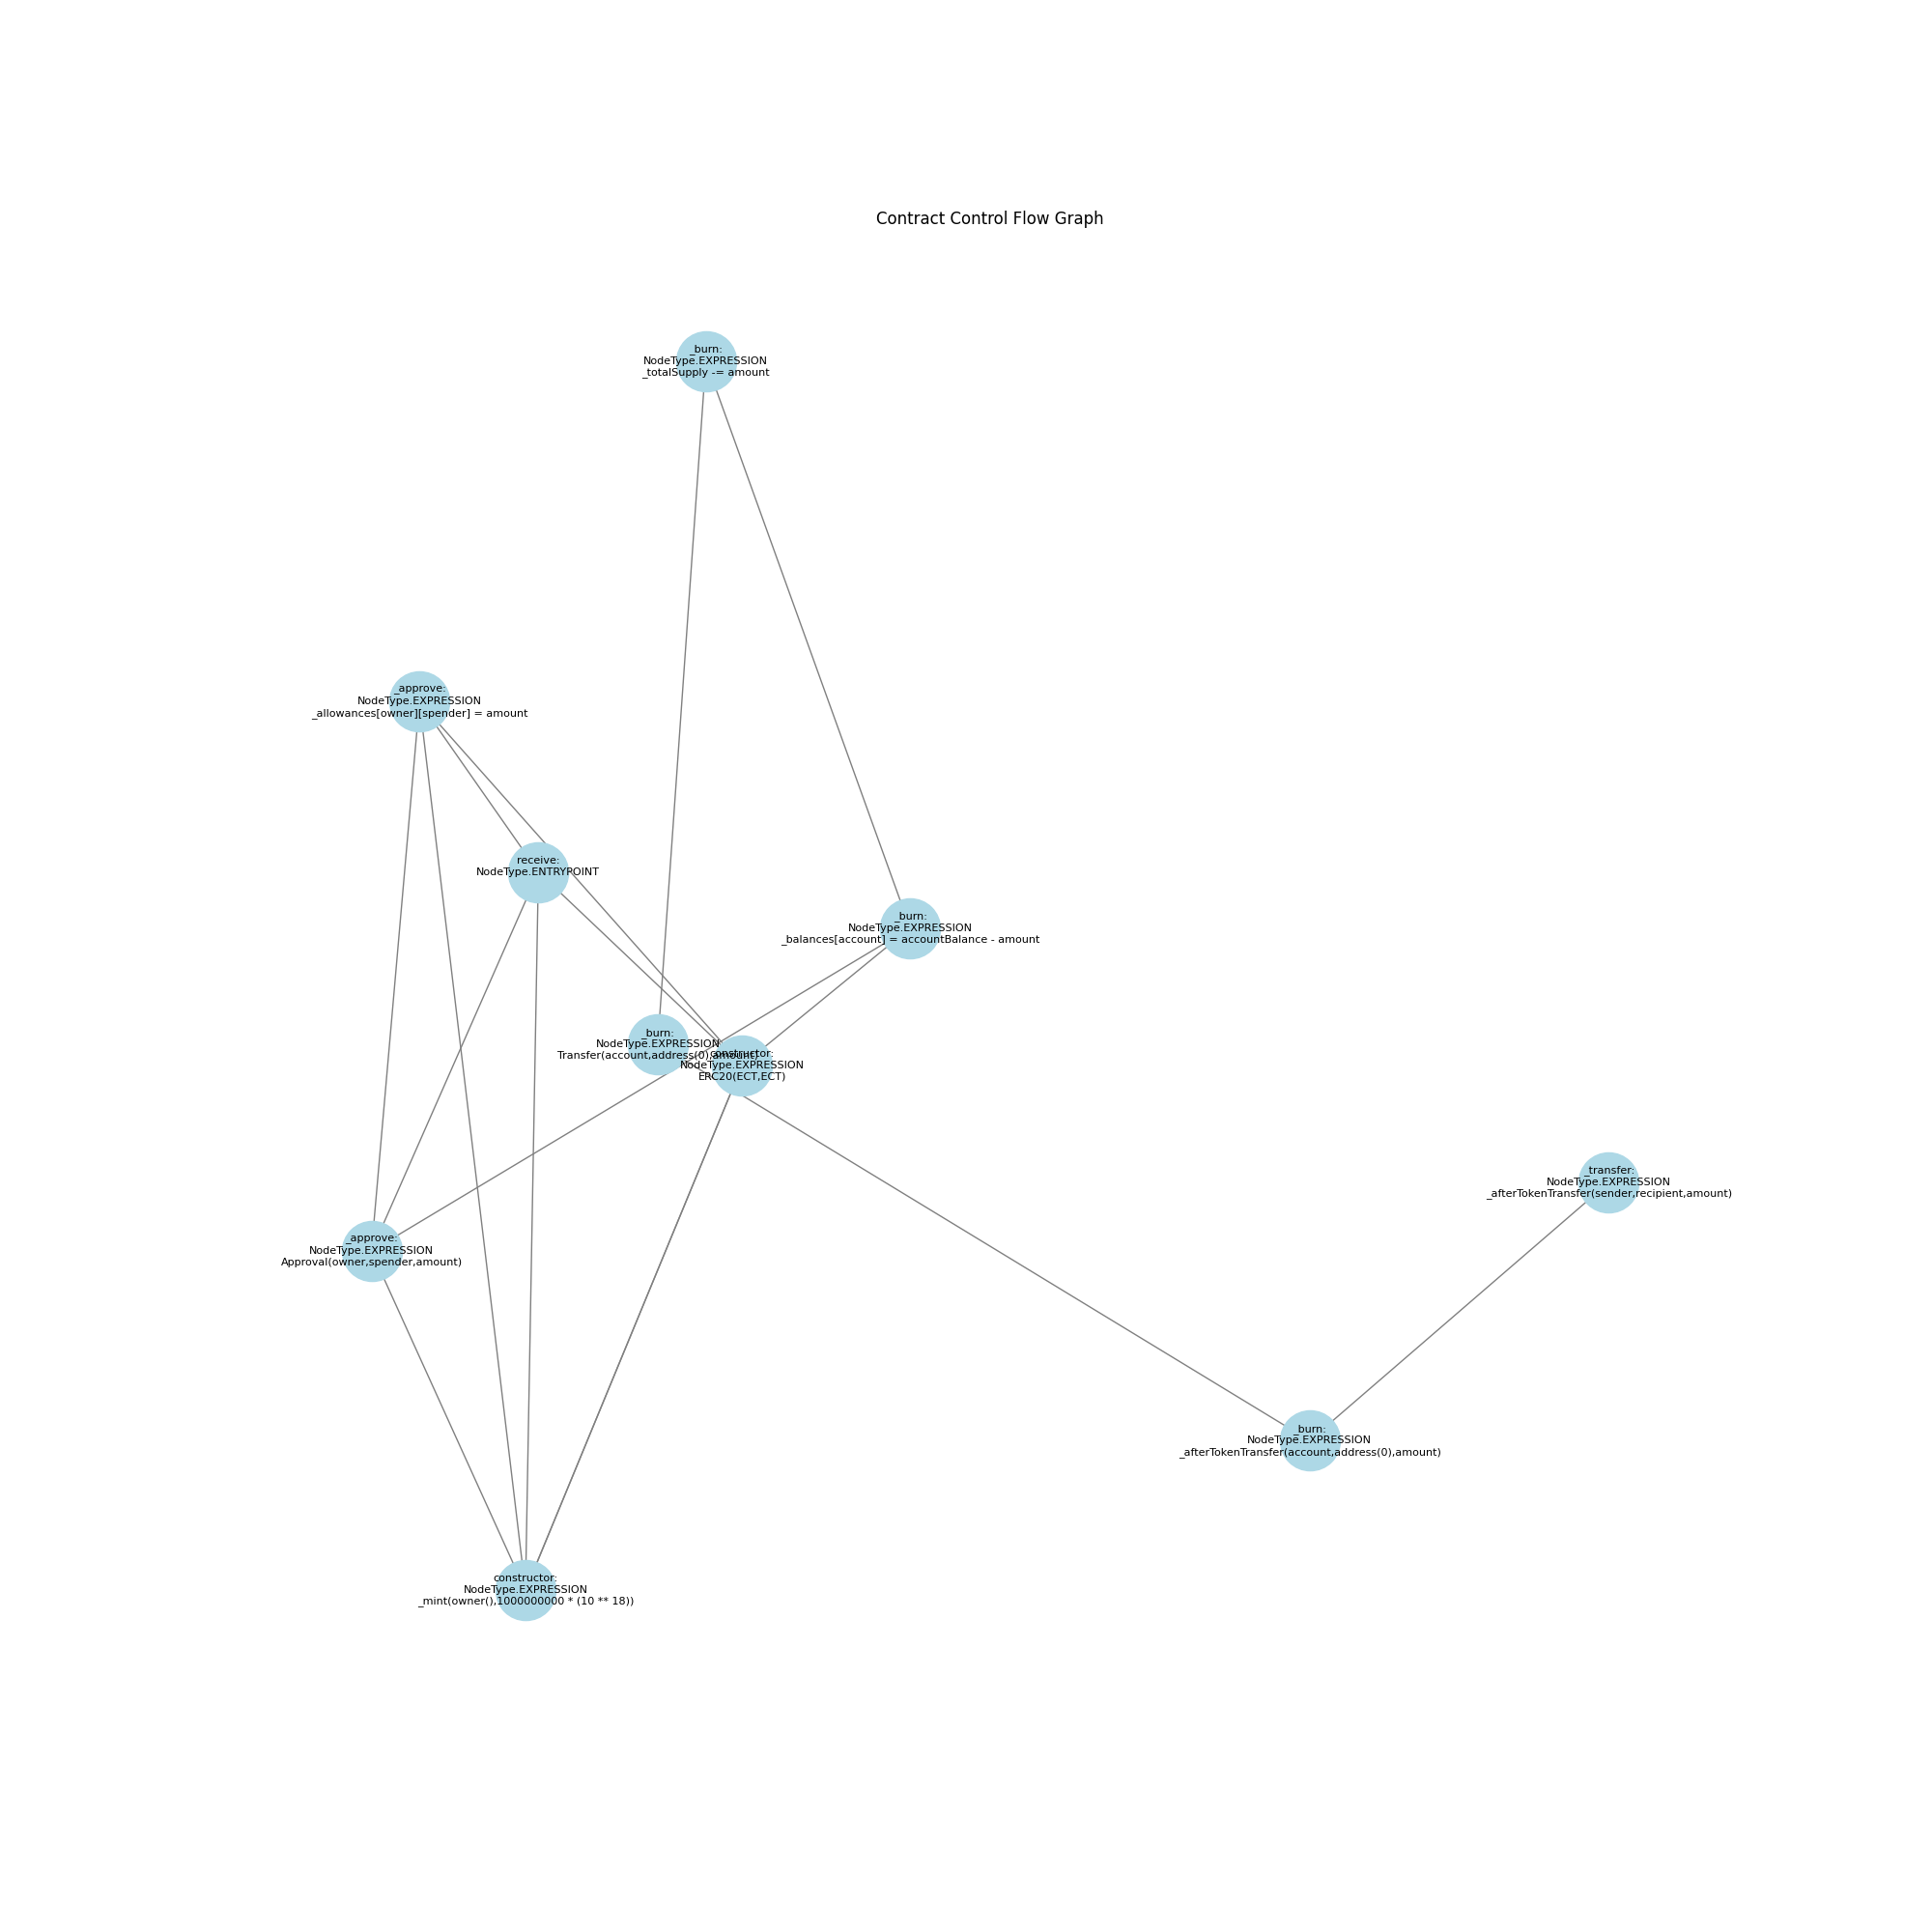 Contract Control Flow Graph
_burn:
NodeType.EXPRESSION
_totalSupply -= amount
_approve:
NodeType.EXPRESSION
_allowances[owner][spender] = amount
receive:
NodeType.ENTRYPOINT
_burn:
NodeType.EXPRESSION
_balances[account] = accountBalance - amount
_burn:
NodeType.EXPRESSION
Transfer(account,address(0),amount)
constructor:
NodeType.EXPRESSION
ERC20(ECT,ECT)
_transfer:
NodeType.EXPRESSION
_afterTokenTransfer(sender,recipient,amount)
_approve:
NodeType.EXPRESSION
Approval(owner,spender,amount)
_burn:
NodeType.EXPRESSION
_afterTokenTransfer(account,address(0),amount)
constructor:
NodeType.EXPRESSION
_mint(owner(),1000000000 * (10 ** 18))